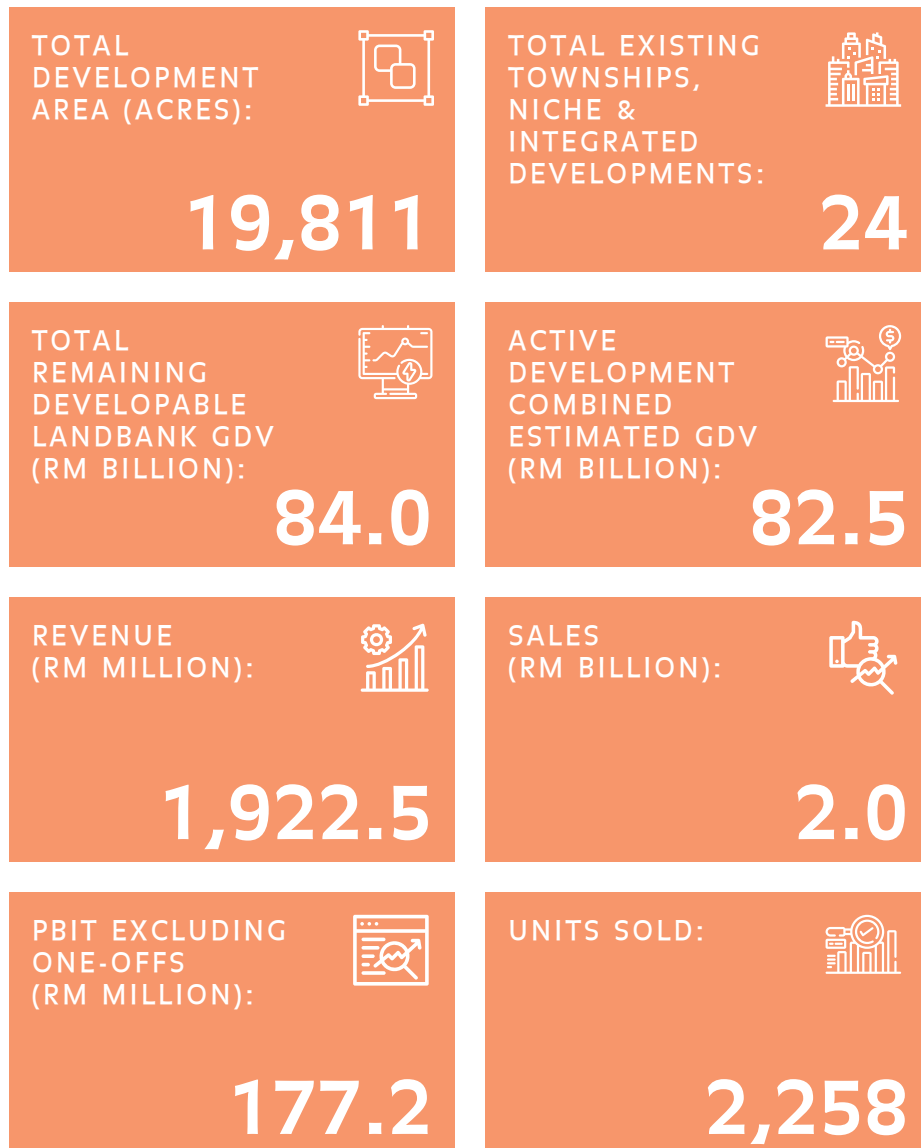 TOTAL
DEVELOPMENT
AREA (ACRES):
19,811
TOTAL EXISTING
TOWNSHIPS,
NICHE &
INTEGRATED
DEVELOPMENTS:
24
TOTAL
REMAINING
DEVELOPABLE
LANDBANK GDV
(RM BILLION):
84.0
ACTIVE
DEVELOPMENT
COMBINED
ESTIMATED GDV
(RM BILLION):
82.5
REVENUE
(RM MILLION):
1,922.5
SALES
(RM BILLION):
2.0
PBIT EXCLUDING
ONE-OFFS
(RM MILLION):
177.2
UNITS SOLD:
2,258